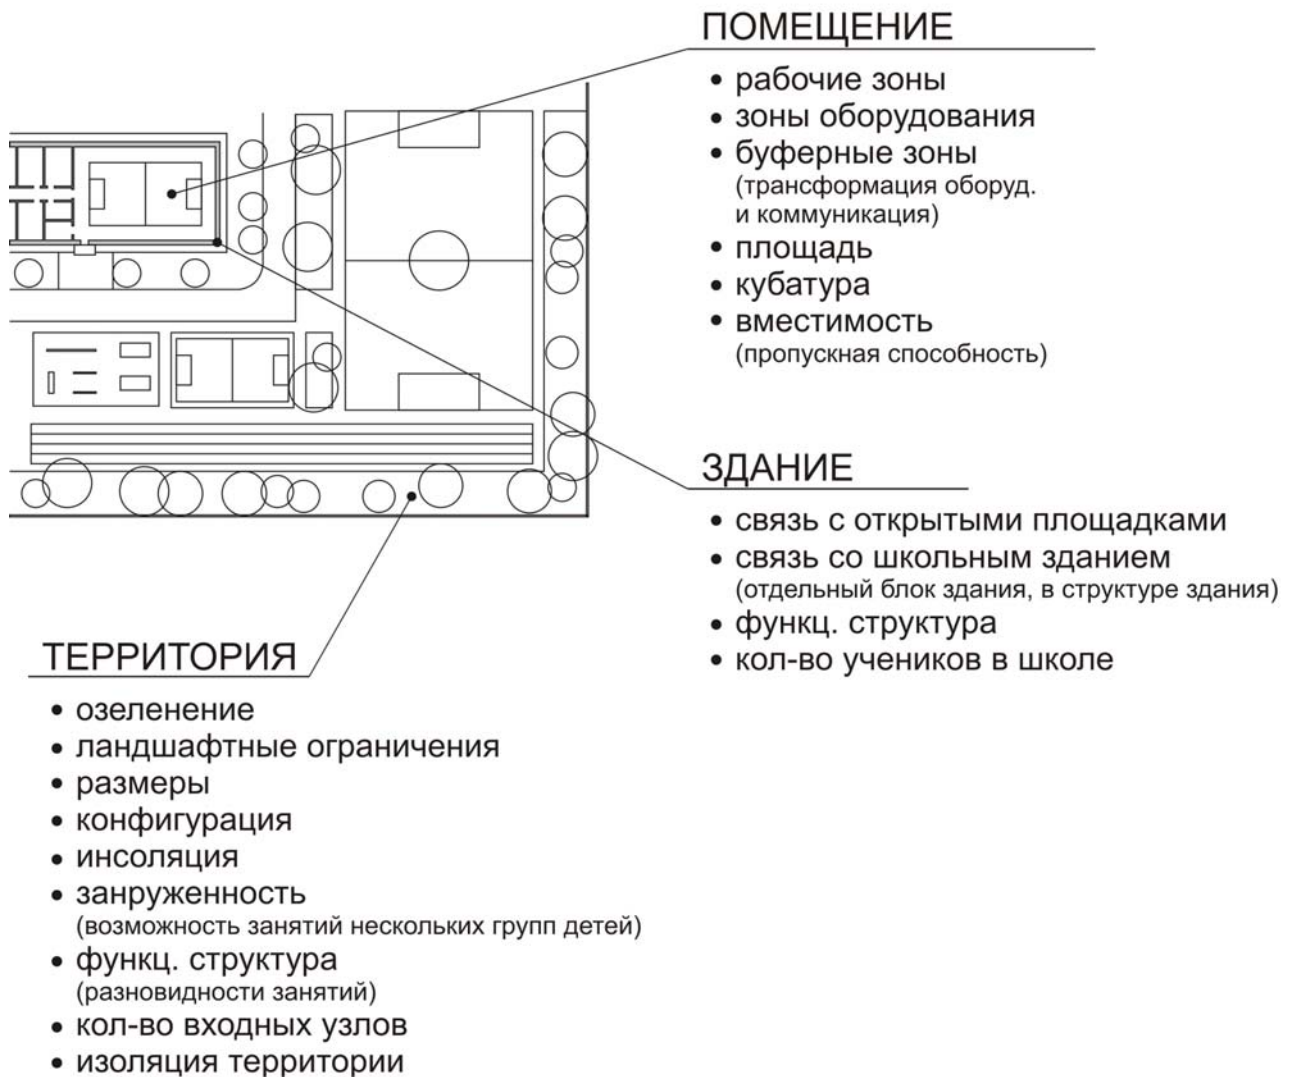 ПОМЕЩЕНИЕ
• рабочие зоны
• зоны оборудования
• буферные зоны
(трансформация оборуд.
и коммуникация)
• площадь
• кубатура
• вместимость
(пропускная способность)
ЗДАНИЕ
• связь с открытыми площадками
• связь со школьным зданием
(отдельный блок здания, в структуре здания)
• функц. структура
• кол-во учеников в школе
ТЕРРИТОРИЯ
• озеленение
• ландшафтные ограничения
• размеры
• конфигурация
• инсоляция
• занруженность
(возможность занятий нескольких групп детей)
• функц. структура
(разновидности занятий)
• кол-во входных узлов
• изоляция территории